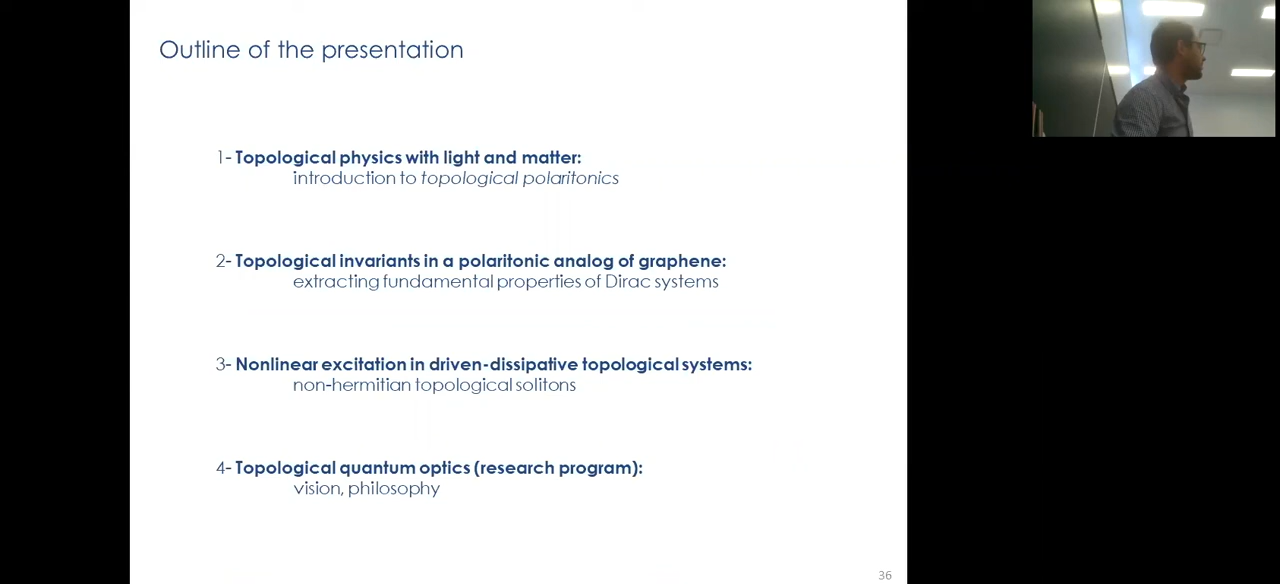 Outline of the presentation
1- Topological physics with light and matter:
introduction to topological polaritonics
2- Topological invariants in a polaritonic analog of graphene:
extracting fundamental properties of Dirac systems
3- Nonlinear excitation in driven-dissipative topological systems:
non-hermitian topological solitons
4- Topological quantum optics (research program):
vision, philosophy
36